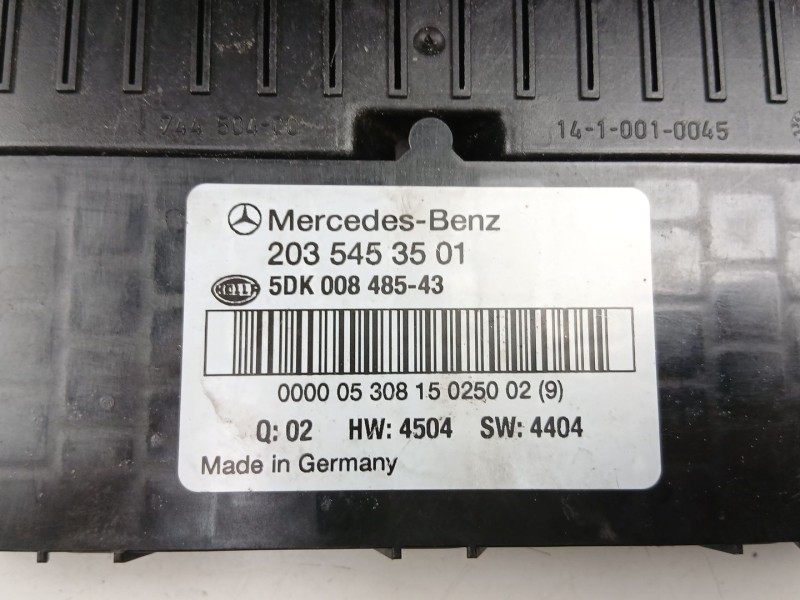 14-1-001-0045
Mercedes-Benz
203 545 35 01
HELLA 5DK 008 485-43
0000 05 308 15 0250 02 (9)
Q: 02 HW: 4504 SW: 4404
Made in Germany